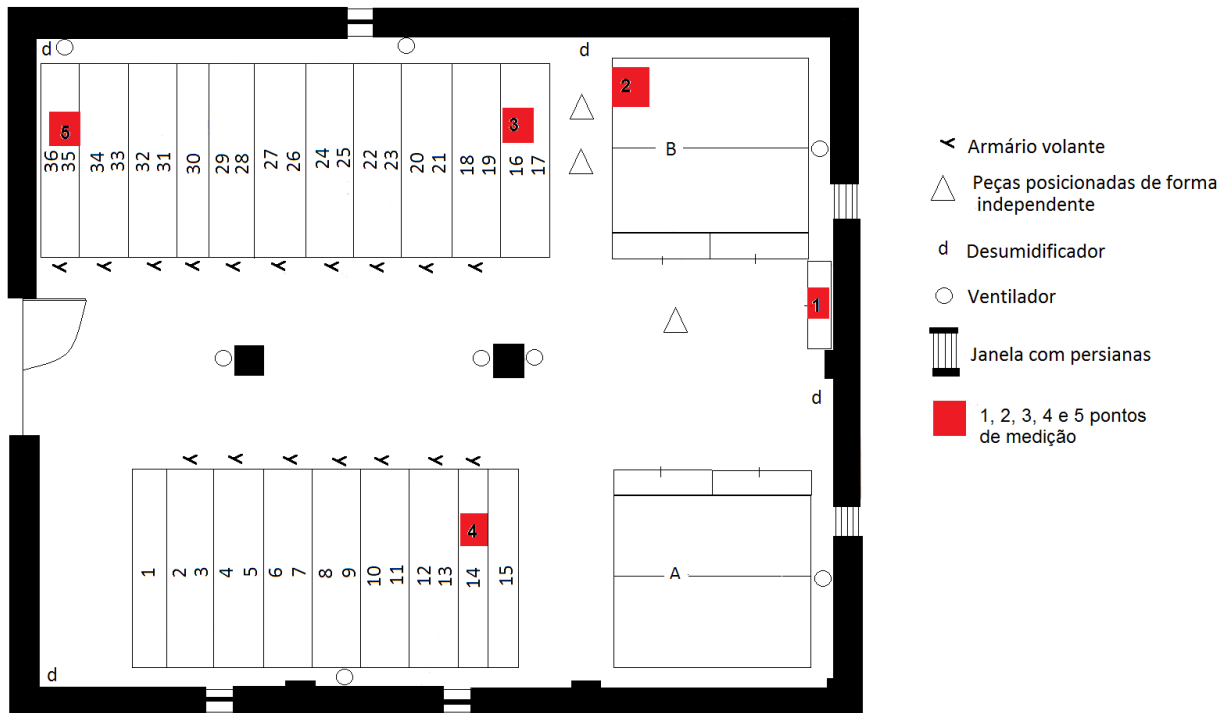 d
d
5
36
35
34
33
32
31
30
29
28
27
26
24
25
22
23
20
21
18
19
3
16
17
2
B
1
d
1
2
3
4
5
6
7
8
9
10
11
12
13
4
14
15
A
d
Armário volante
Peças posicionadas de forma
independente
d Desumidificador
Ventilador
Janela com persianas
1, 2, 3, 4 e 5 pontos
de medição